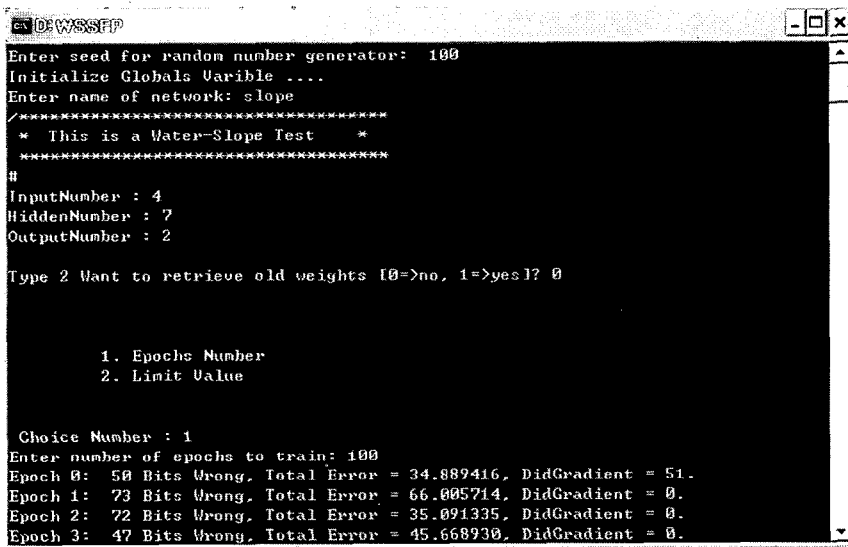 D:\WSSFP
Enter seed for random number generator:  100
Initialize Globals Varible ....
Enter name of network: slope
/***********************************
 *  This is a Water-Slope Test    *
 ***********************************
#
InputNumber : 4
HiddenNumber : 7
OutputNumber : 2
Type 2 Want to retrieve old weights [0=>no, 1=>yes]? 0
1. Epochs Number
2. Limit Value
Choice Number : 1
Enter number of epochs to train: 100
Epoch 0:  50 Bits Wrong, Total Error = 34.889416, DidGradient = 51.
Epoch 1:  73 Bits Wrong, Total Error = 66.005714, DidGradient = 0.
Epoch 2:  72 Bits Wrong, Total Error = 35.091335, DidGradient = 0.
Epoch 3:  47 Bits Wrong, Total Error = 45.668930, DidGradient = 0.